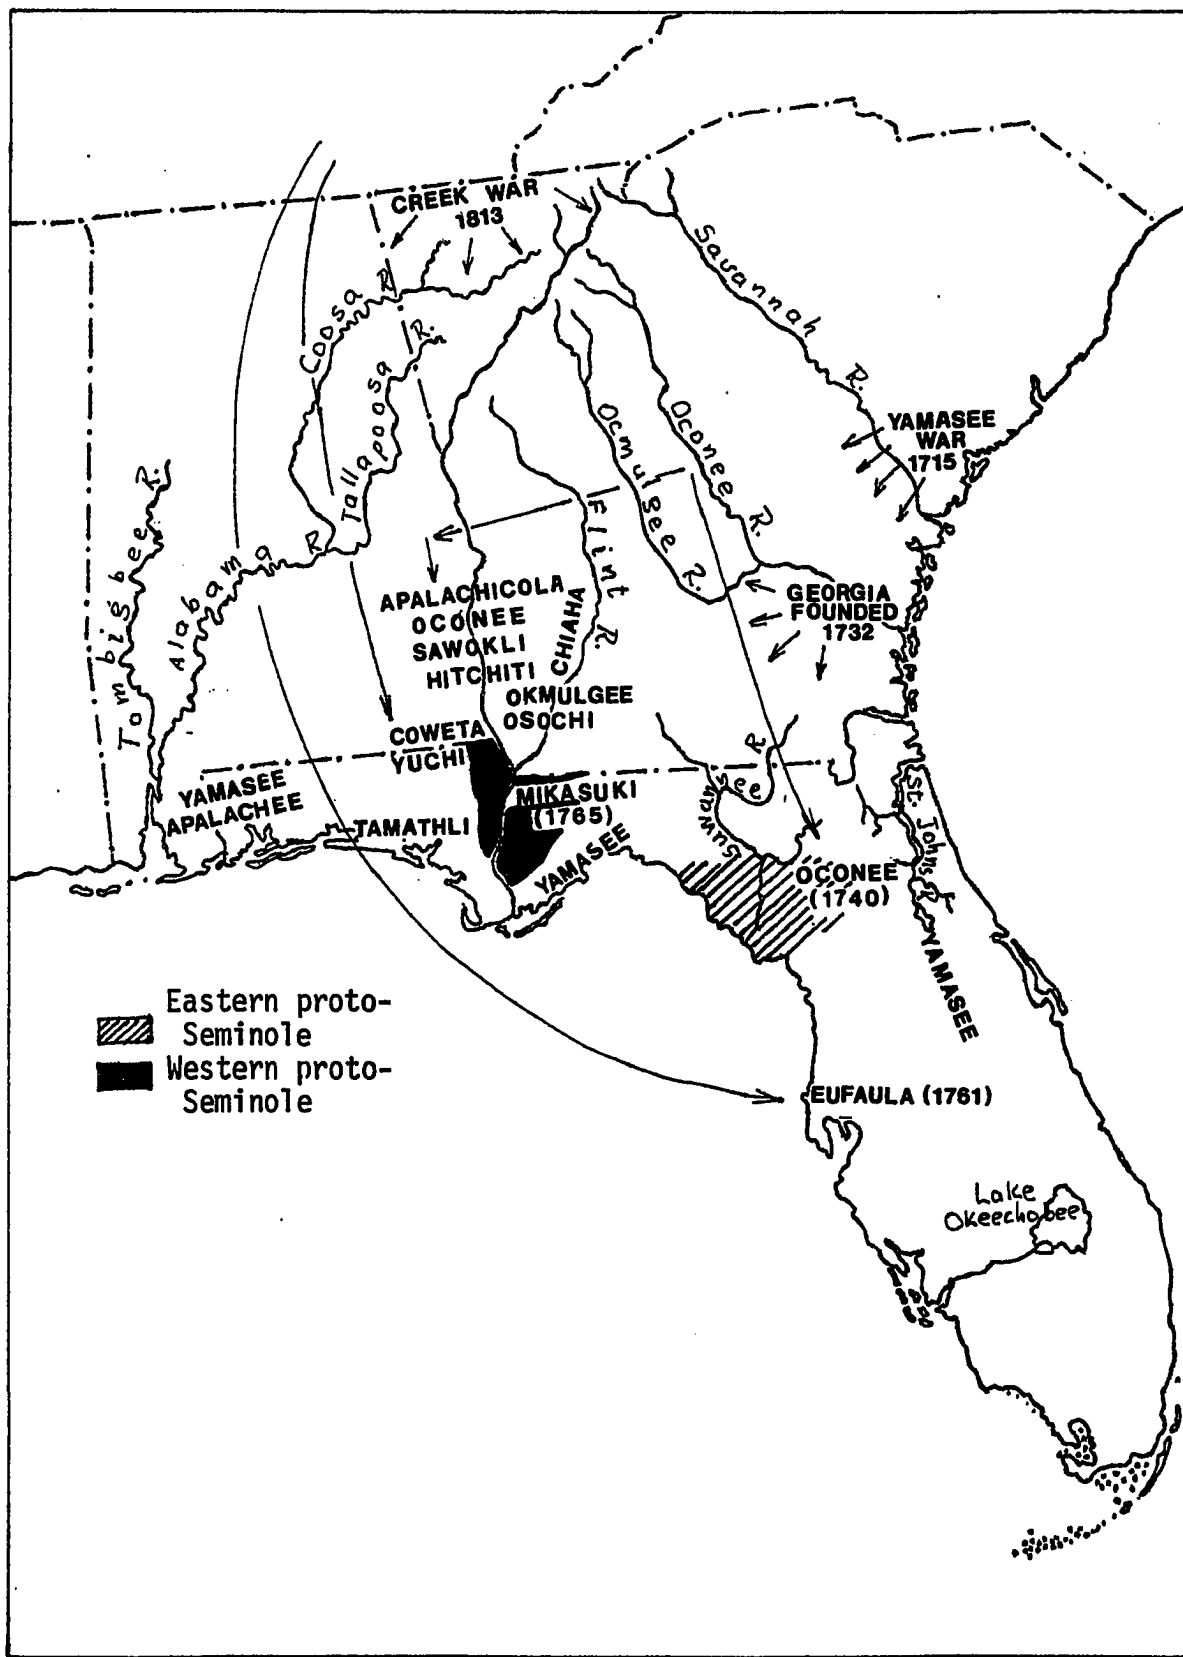 CREEK WAR
1813
Savannah R.
Coosa R.
Tallapoosa R.
YAMASEE
WAR
1715
Ocmulgee R.
Oconee R.
Tombigbee R.
Alabama R.
Flint R.
APALACHICOLA
OCONEE
SAWOKLI
HITCHITI
CHIAHA
OKMULGEE
OSOCHI
GEORGIA
FOUNDED
1732
COWETA
YUCHI
YAMASEE
APALACHEE
TAMATHLI
MIKASUKI
(1765)
YAMASEE
Suwansee R
OCONEE
(1740)
St. Johns R.
YAMASEE
Eastern proto-
Seminole
Western proto-
Seminole
EUFAULA (1761)
Lake
Okeechobee